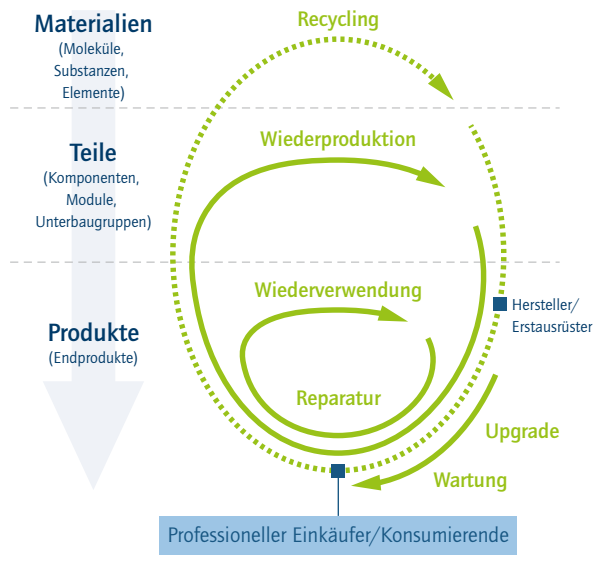 Materialien
(Moleküle,
Substanzen,
Elemente)
Recycling
Teile
(Komponenten,
Module,
Unterbaugruppen)
Wiederproduktion
Produkte
(Endprodukte)
Wiederverwendung
Reparatur
Hersteller/
Erstausrüster
Upgrade
Wartung
Professioneller Einkäufer/Konsumierende